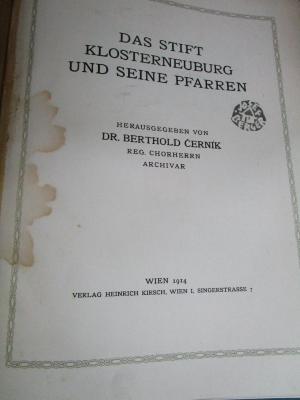 DAS STIFT
KLOSTERNEUBURG
UND SEINE PFARREN
HERAUSGEGEBEN VON
DR. BERTHOLD ČERNÍK
REG. CHORHERRN
ARCHIVAR
WIEN 1914
VERLAG HEINRICH KIRSCH, WIEN I, SINGERSTRASSE 7